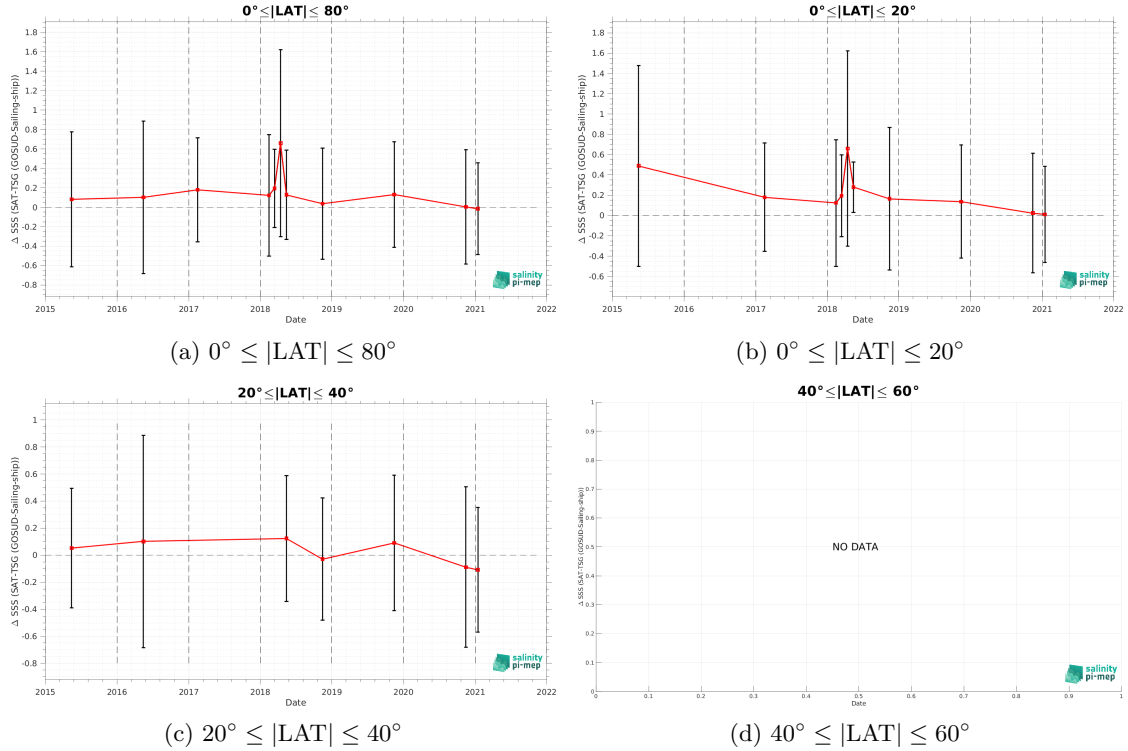 0°≤|LAT|≤ 80°
Δ SSS (SAT-TSG (GOSUD-Sailing-ship))
1.8
1.6
1.4
1.2
1
0.8
0.6
0.4
0.2
0
-0.2
-0.4
-0.6
-0.8
2015 2016 2017 2018 2019 2020 2021 2022
Date
salinity
pi-mep
(a) 0° ≤ |LAT| ≤ 80°
0°≤|LAT|≤ 20°
Δ SSS (SAT-TSG (GOSUD-Sailing-ship))
1.8
1.6
1.4
1.2
1
0.8
0.6
0.4
0.2
0
-0.2
-0.4
-0.6
2015 2016 2017 2018 2019 2020 2021 2022
Date
salinity
pi-mep
(b) 0° ≤ |LAT| ≤ 20°
20°≤|LAT|≤ 40°
Δ SSS (SAT-TSG (GOSUD-Sailing-ship))
1
0.8
0.6
0.4
0.2
0
-0.2
-0.4
-0.6
-0.8
2015 2016 2017 2018 2019 2020 2021 2022
Date
salinity
pi-mep
(c) 20° ≤ |LAT| ≤ 40°
40°≤|LAT|≤ 60°
Δ SSS (SAT-TSG (GOSUD-Sailing-ship))
1
0.9
0.8
0.7
0.6
0.5
0.4
0.3
0.2
0.1
0
NO DATA
0 0.1 0.2 0.3 0.4 0.5 0.6 0.7 0.8 0.9 1
Date
salinity
pi-mep
(d) 40° ≤ |LAT| ≤ 60°